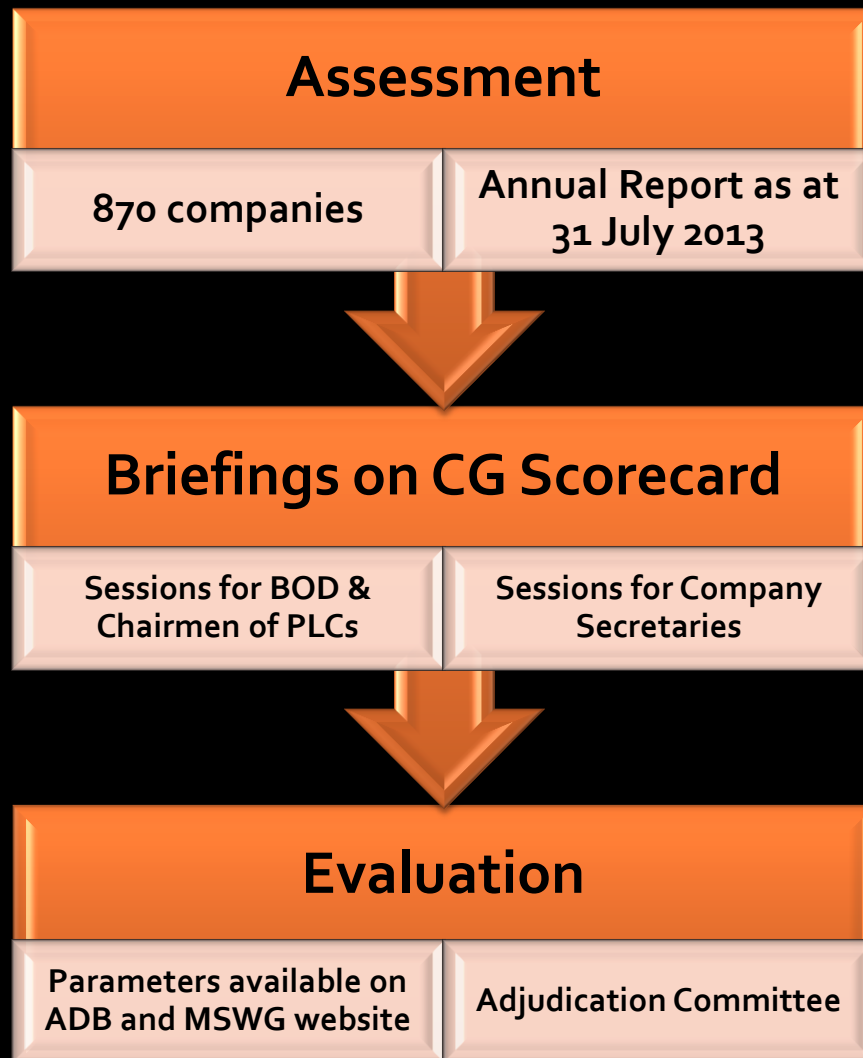 Assessment
870 companies
Annual Report as at
31 July 2013
Briefings on CG Scorecard
Sessions for BOD &
Chairmen of PLCs
Sessions for Company
Secretaries
Evaluation
Parameters available on
ADB and MSWG website
Adjudication Committee